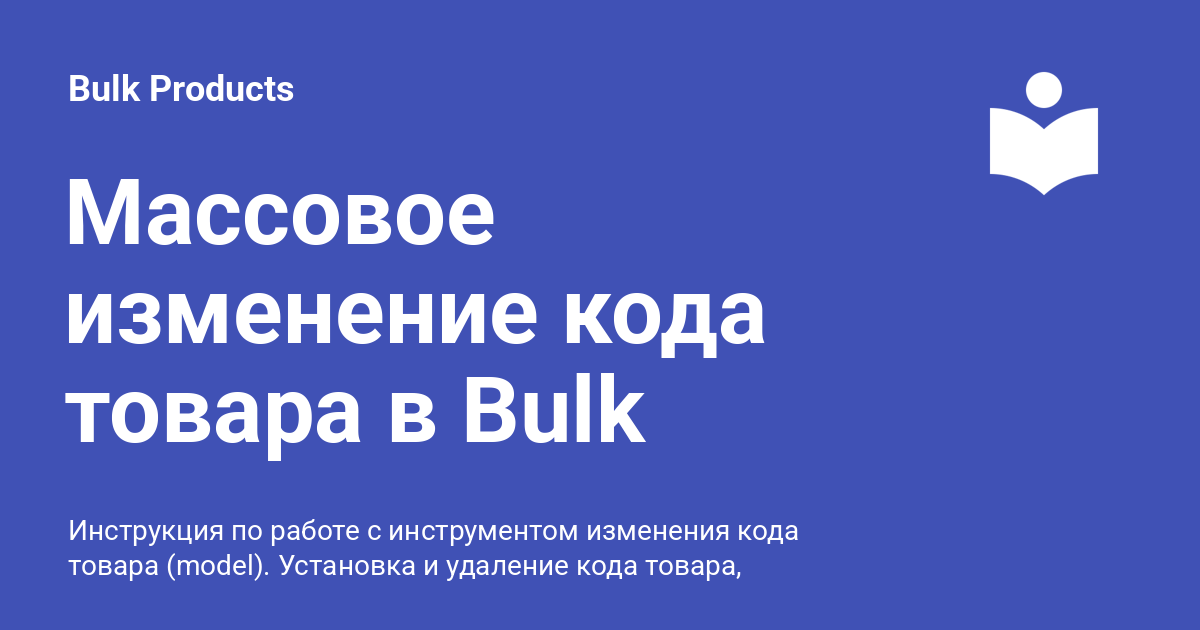 Bulk Products
Массовое
изменение кода
товара в Bulk
Инструкция по работе с инструментом изменения кода
товара (model). Установка и удаление кода товара,